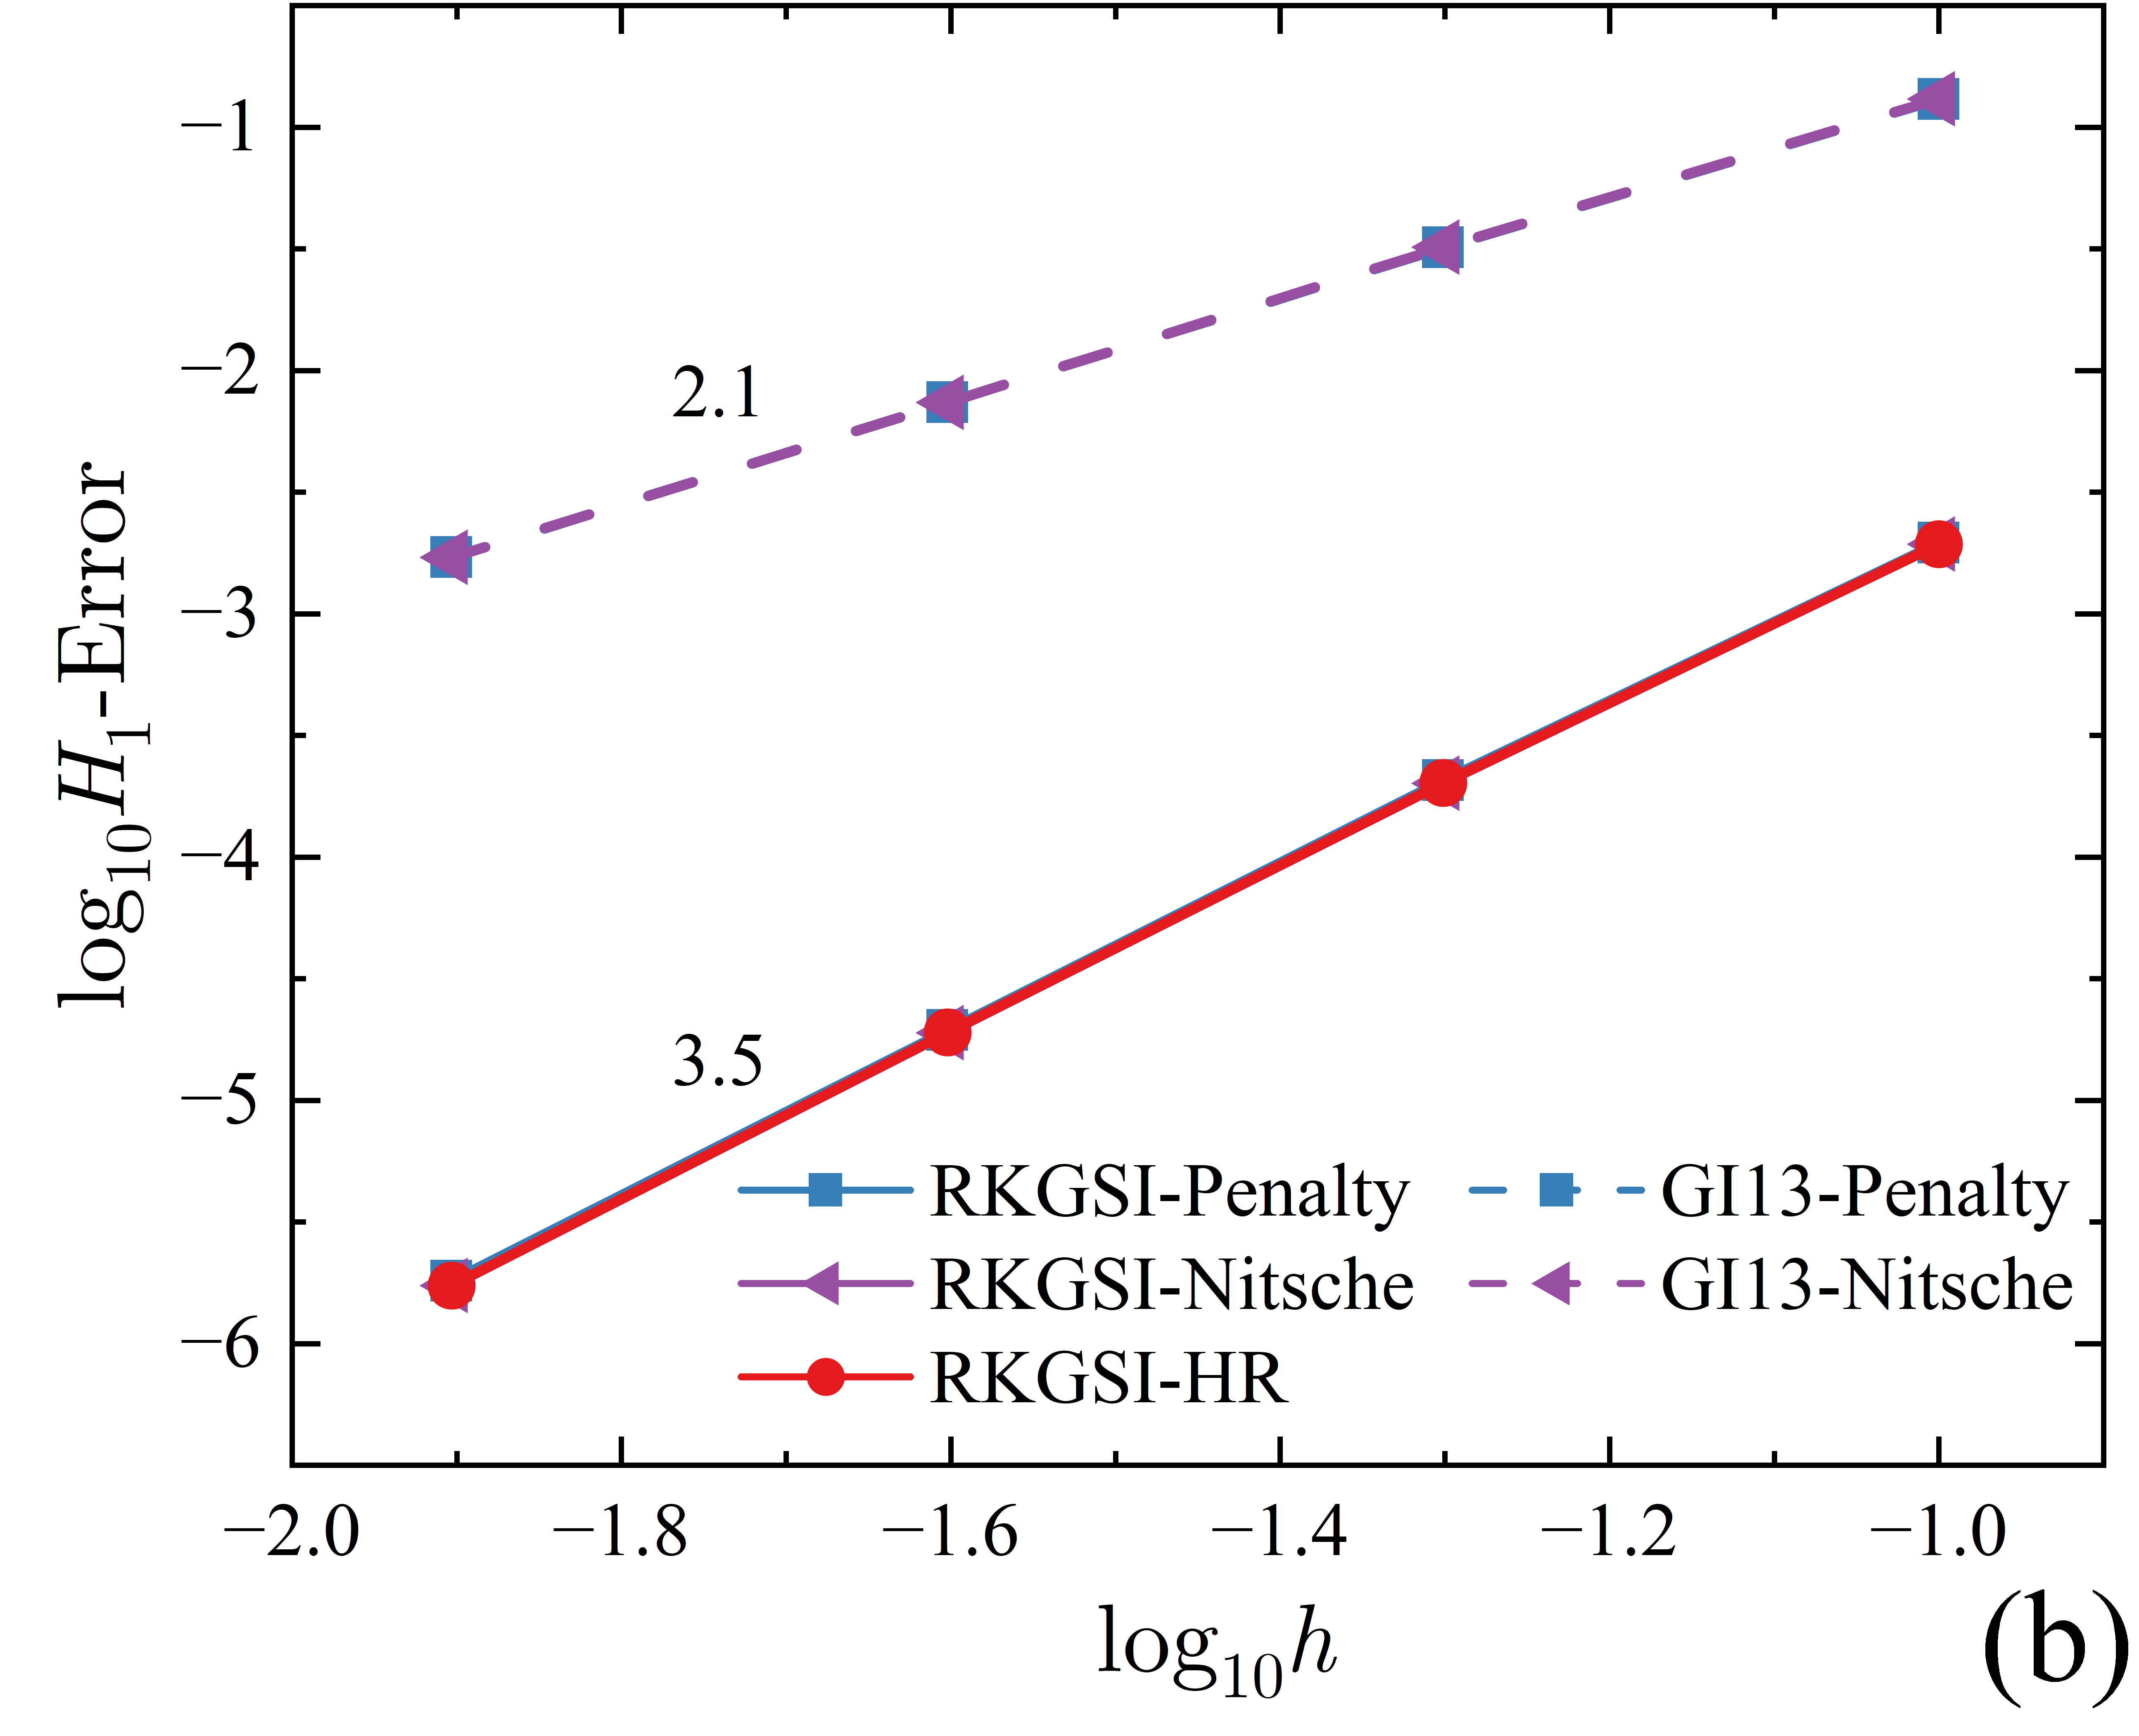 −1
−2
−3
−4
−5
−6
log₁₀H₁-Error
2.1
3.5
RKGSI-Penalty
GI13-Penalty
RKGSI-Nitsche
GI13-Nitsche
RKGSI-HR
−2.0 −1.8 −1.6 −1.4 −1.2 −1.0
log₁₀h
(b)